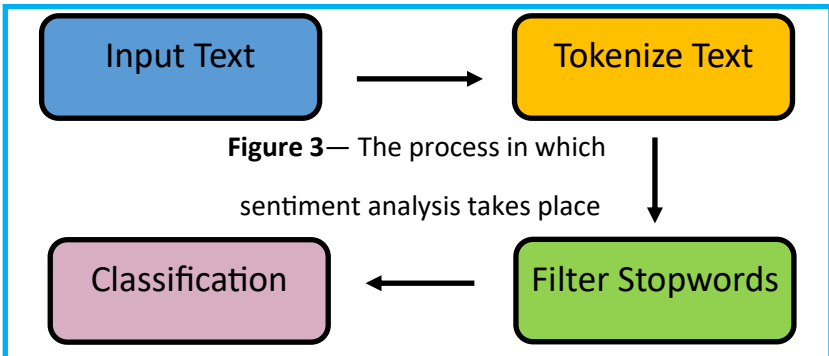 Input Text
Tokenize Text
Figure 3— The process in which
sentiment analysis takes place
Classification
Filter Stopwords